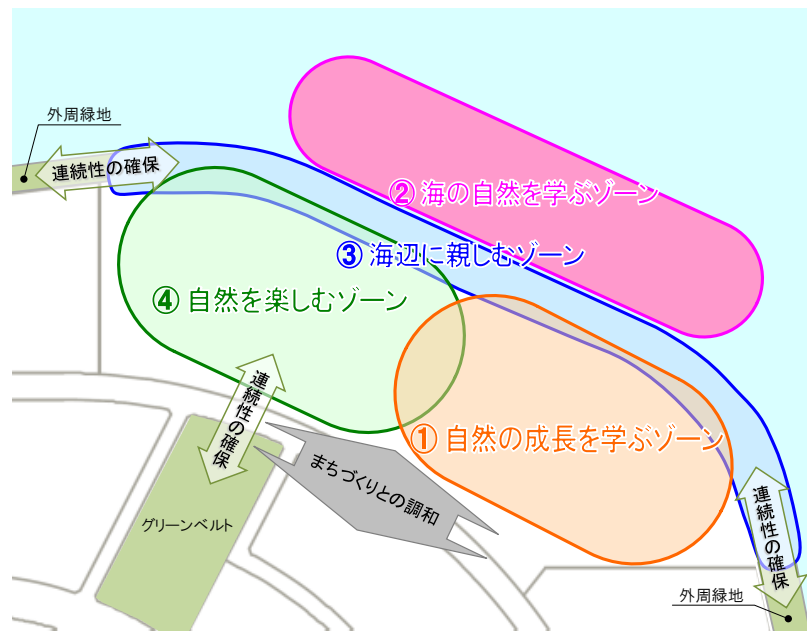 外周緑地
連続性の確保
② 海の自然を学ぶゾーン
③ 海辺に親しむゾーン
④ 自然を楽しむゾーン
連続性の確保
① 自然の成長を学ぶゾーン
まちづくりとの調和
グリーンベルト
連続性の確保
外周緑地